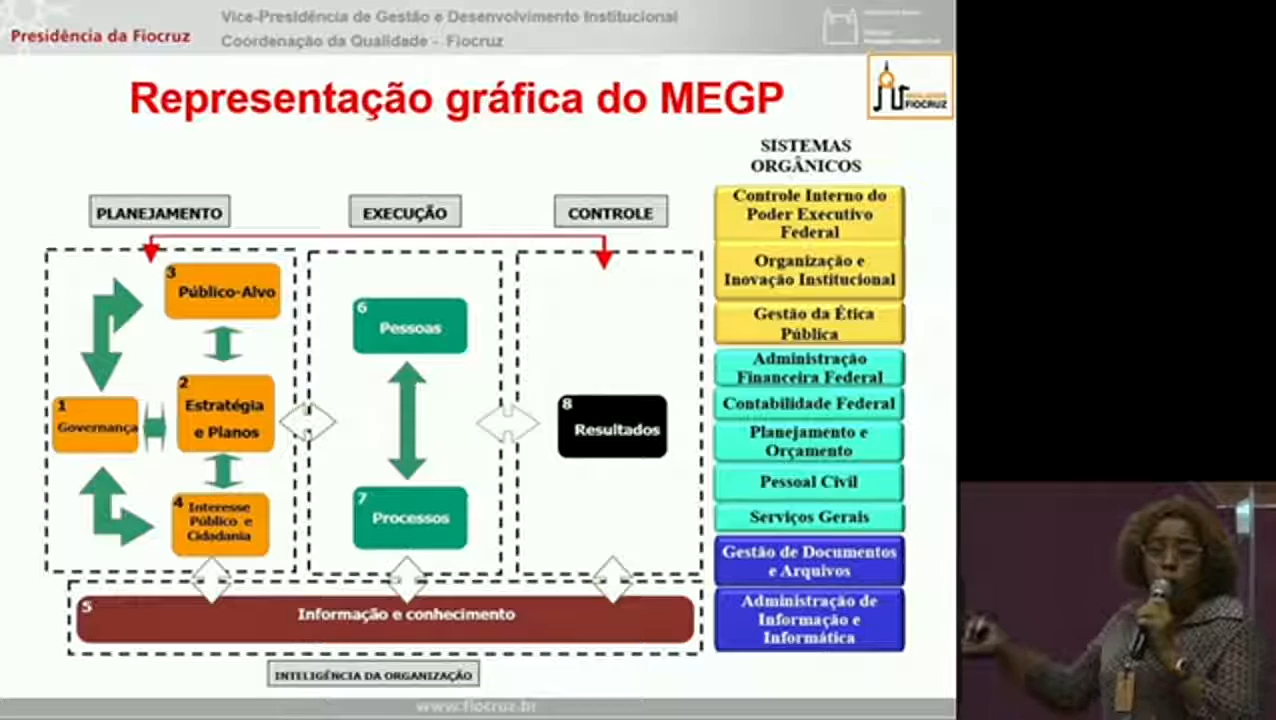 Vice-Presidência de Gestão e Desenvolvimento Institucional
Presidência da Fiocruz
Coordenação da Qualidade - Fiocruz
Representação gráfica do MEGP
FIOCRUZ
SISTEMAS
ORGÂNICOS
PLANEJAMENTO
EXECUÇÃO
CONTROLE
3
Público-Alvo
2
Estratégia
e Planos
1
Governança
4
Interesse
Público e
Cidadania
6
Pessoas
7
Processos
8
Resultados
5
Informação e conhecimento
INTELIGÊNCIA DA ORGANIZAÇÃO
Controle Interno do
Poder Executivo
Federal
Organização e
Inovação Institucional
Gestão da Ética
Pública
Administração
Financeira Federal
Contabilidade Federal
Planejamento e
Orçamento
Pessoal Civil
Serviços Gerais
Gestão de Documentos
e Arquivos
Administração de
Informação e
Informática
www.fiocruz.br